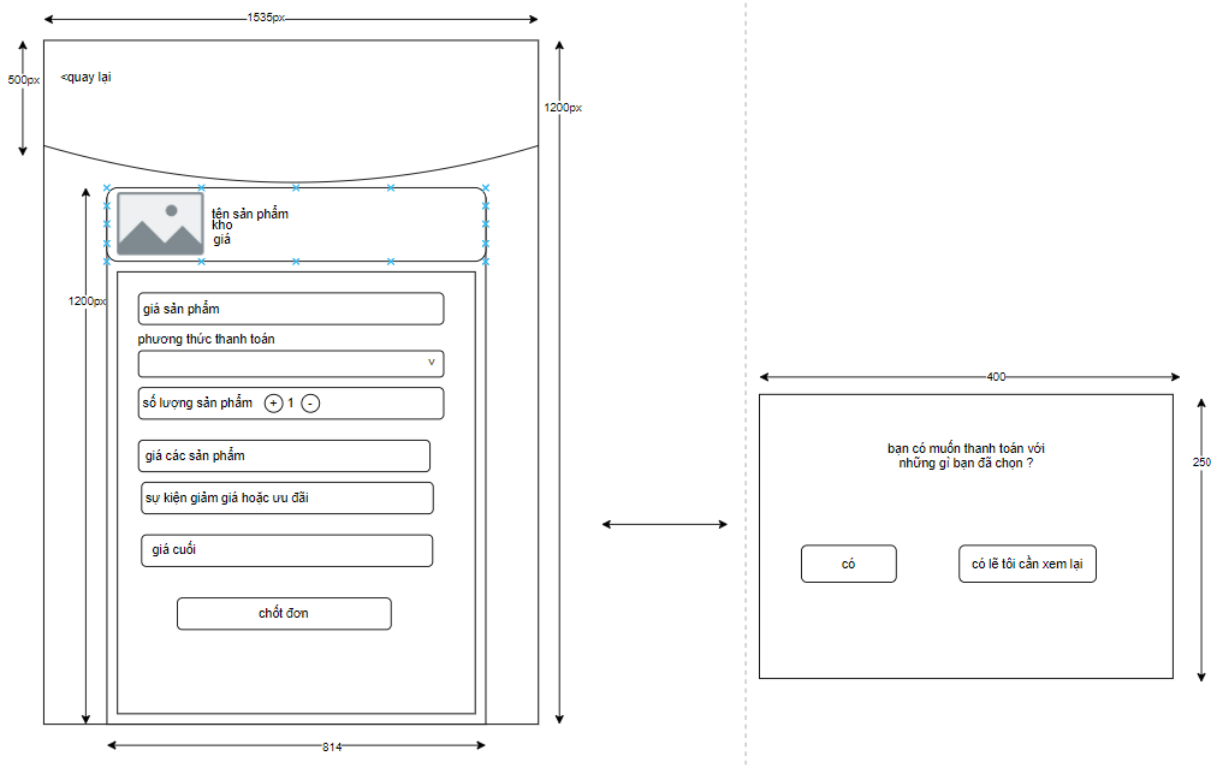 1535px
500px
<quay lại
1200px
tên sản phẩm
kho
giá
1200px
giá sản phẩm
phương thức thanh toán
v
số lượng sản phẩm + 1 -
giá các sản phẩm
sự kiện giảm giá hoặc ưu đãi
giá cuối
chốt đơn
814
400
250
bạn có muốn thanh toán với
những gì bạn đã chọn ?
có
có lẽ tôi cần xem lại